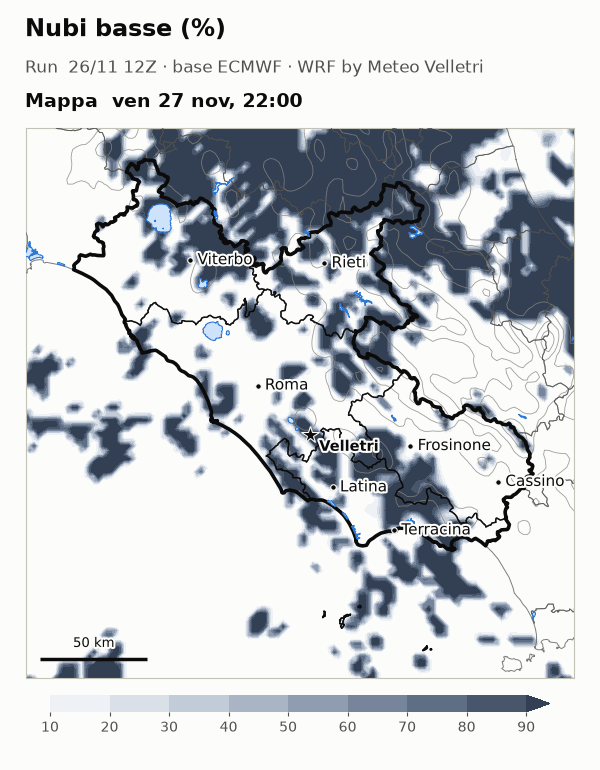 Nubi basse (%)
Run 26/11 12Z · base ECMWF · WRF by Meteo Velletri
Mappa ven 27 nov, 22:00
Viterbo
Rieti
Roma
Velletri
Frosinone
Latina
Cassino
Terracina
50 km
10 20 30 40 50 60 70 80 90